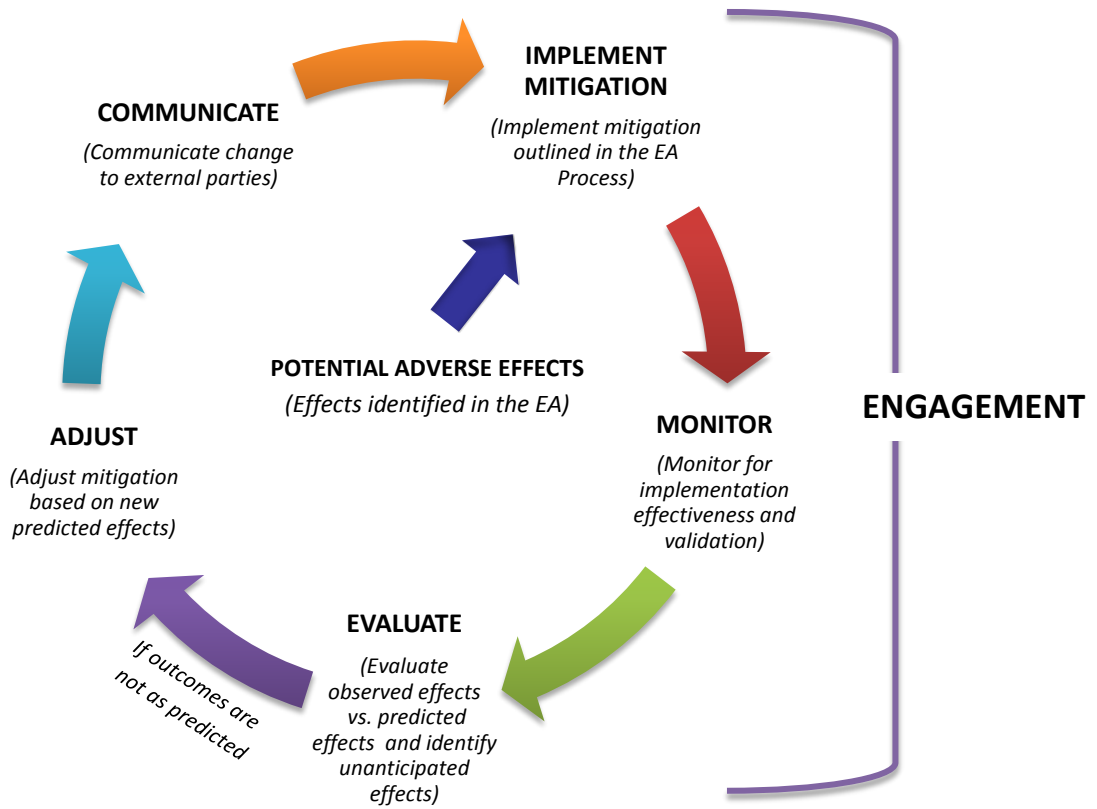 IMPLEMENT
MITIGATION
(Implement mitigation
outlined in the EA
Process)
COMMUNICATE
(Communicate change
to external parties)
POTENTIAL ADVERSE EFFECTS
(Effects identified in the EA)
ENGAGEMENT
MONITOR
(Monitor for
implementation
effectiveness and
validation)
ADJUST
(Adjust mitigation
based on new
predicted effects)
EVALUATE
(Evaluate
observed effects
vs. predicted
effects and identify
unanticipated
effects)
If outcomes are
not as predicted